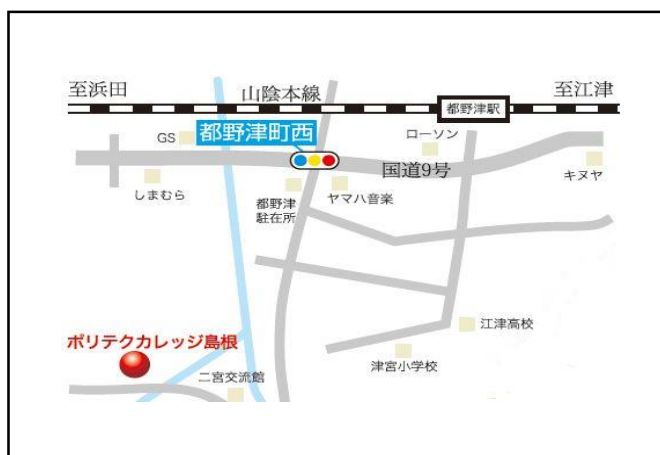 至浜田
山陰本線
至江津
都野津駅
GS
都野津町西
ローソン
国道9号
しまむら
都野津
駐在所
ヤマハ音楽
キヌヤ
江津高校
ポリテクカレッジ島根
津宮小学校
二宮交流館